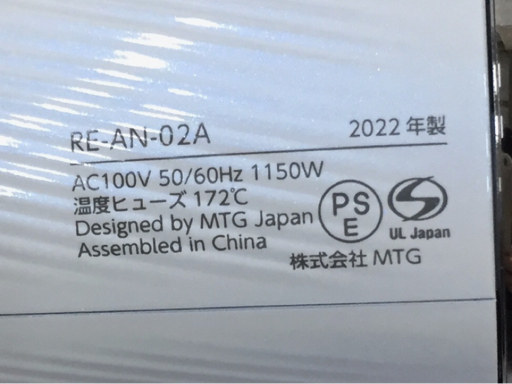 RE-AN-02A 2022年製
AC100V 50/60Hz 1150W
温度ヒューズ 172℃
Designed by MTG Japan
Assembled in China
PS
E
S
UL Japan
株式会社 MTG